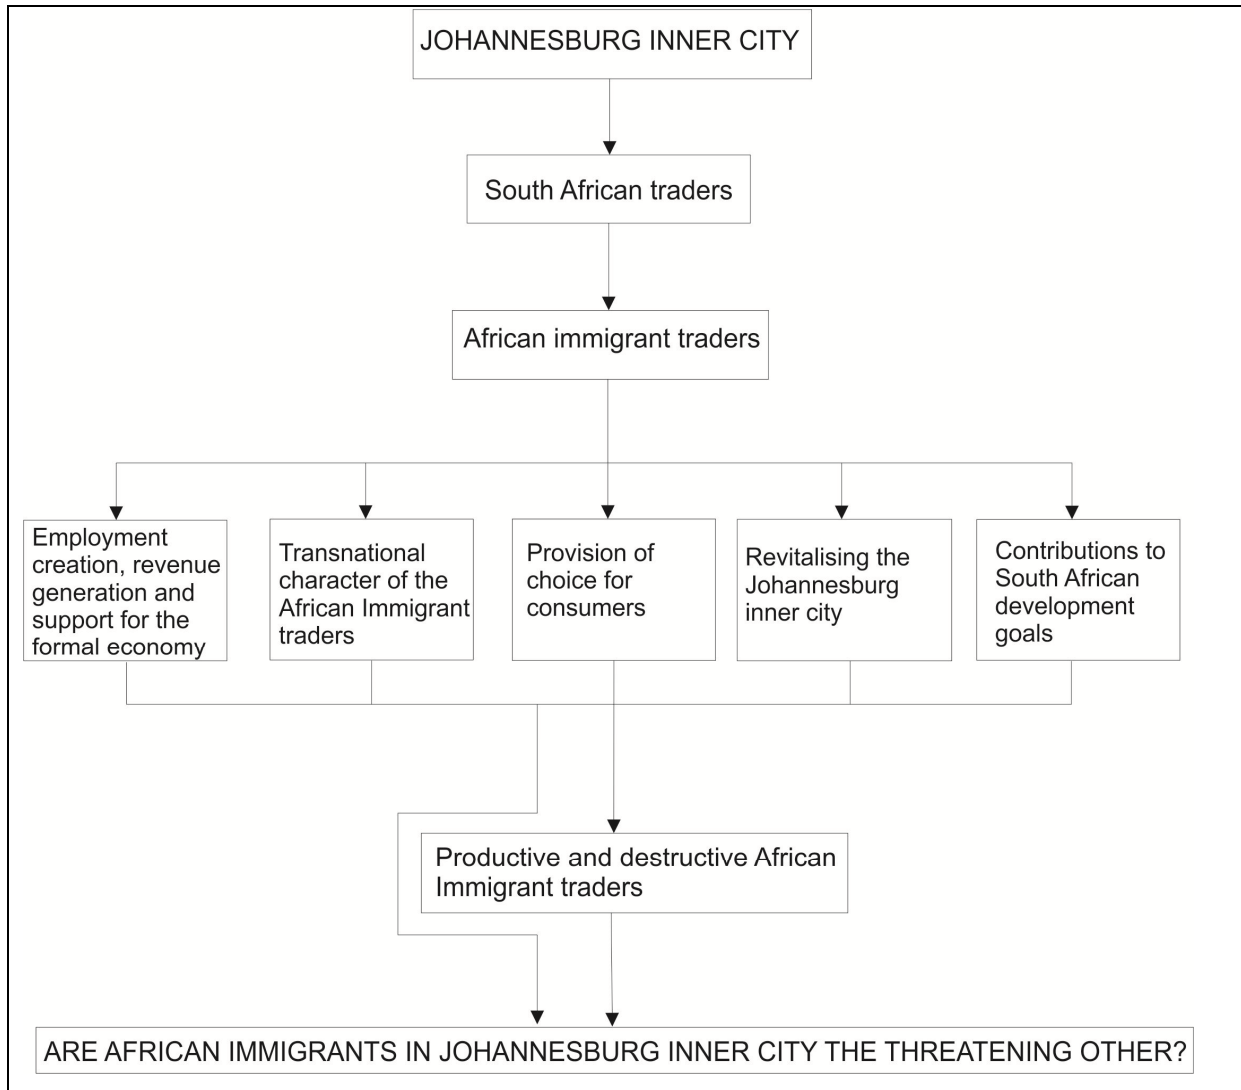 JOHANNESBURG INNER CITY
South African traders
African immigrant traders
Employment
creation, revenue
generation and
support for the
formal economy
Transnational
character of the
African Immigrant
traders
Provision of
choice for
consumers
Revitalising the
Johannesburg
inner city
Contributions to
South African
development
goals
Productive and destructive African
Immigrant traders
ARE AFRICAN IMMIGRANTS IN JOHANNESBURG INNER CITY THE THREATENING OTHER?